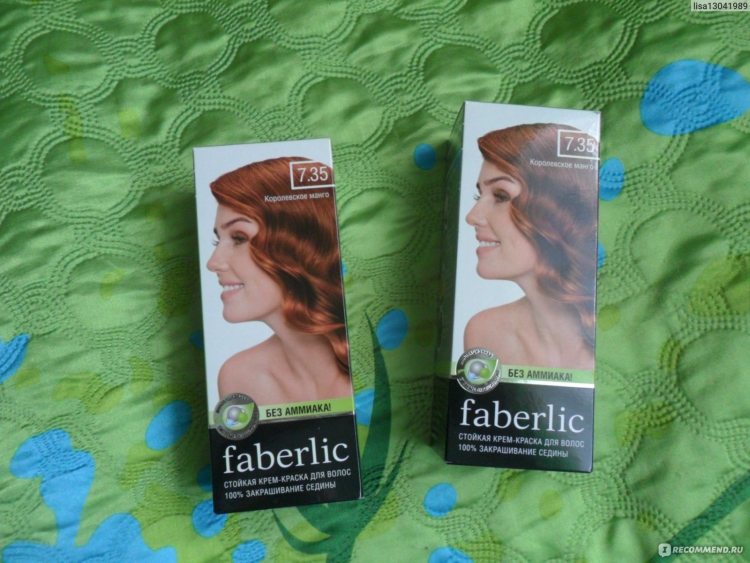 lisa13041989
7.35
Королевское манго
БЕЗ АММИАКА!
faberlic
СТОЙКАЯ КРЕМ-КРАСКА ДЛЯ ВОЛОС
100% ЗАКРАШИВАНИЕ СЕДИНЫ
7.35
Королевское манго
БЕЗ АММИАКА!
faberlic
СТОЙКАЯ КРЕМ-КРАСКА ДЛЯ ВОЛОС
100% ЗАКРАШИВАНИЕ СЕДИНЫ
I RECOMMEND.RU